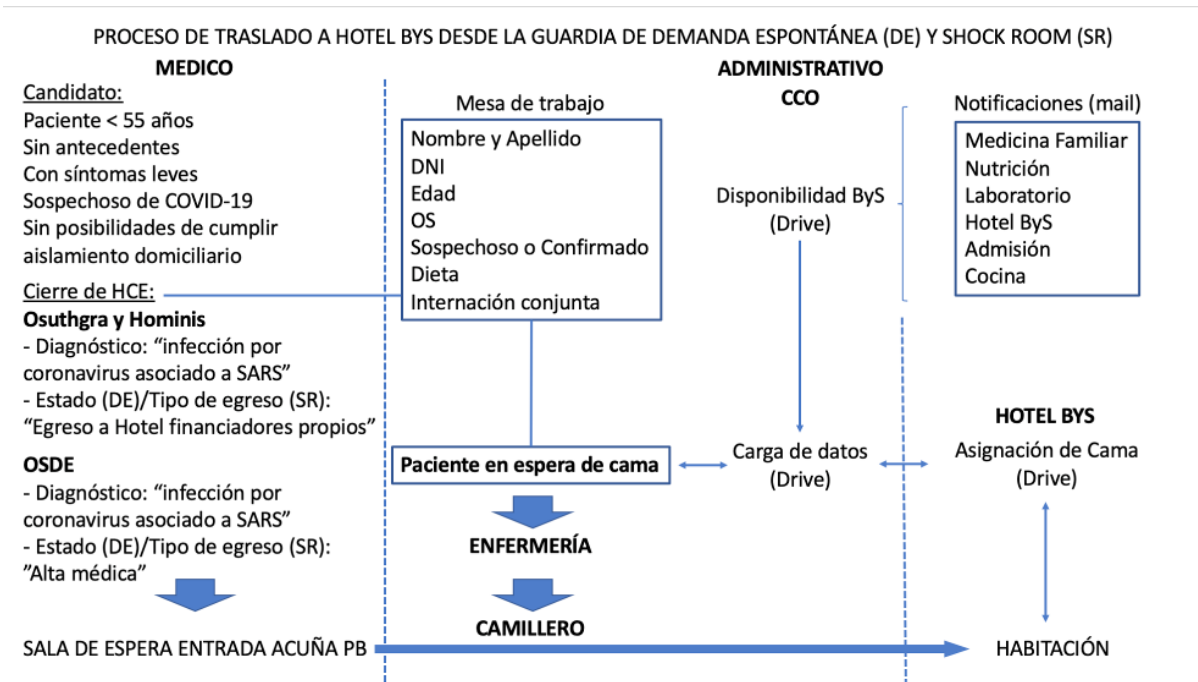 PROCESO DE TRASLADO A HOTEL BYS DESDE LA GUARDIA DE DEMANDA ESPONTÁNEA (DE) Y SHOCK ROOM (SR)
MEDICO
Candidato:
Paciente < 55 años
Sin antecedentes
Con síntomas leves
Sospechoso de COVID-19
Sin posibilidades de cumplir
aislamiento domiciliario
Cierre de HCE:
Osuthgra y Hominis
- Diagnóstico: “infección por
coronavirus asociado a SARS”
- Estado (DE)/Tipo de egreso (SR):
“Egreso a Hotel financiadores propios”
OSDE
- Diagnóstico: “infección por
coronavirus asociado a SARS”
- Estado (DE)/Tipo de egreso (SR):
”Alta médica”
SALA DE ESPERA ENTRADA ACUÑA PB
Mesa de trabajo
Nombre y Apellido
DNI
Edad
OS
Sospechoso o Confirmado
Dieta
Internación conjunta
Paciente en espera de cama
ENFERMERÍA
CAMILLERO
ADMINISTRATIVO
CCO
Disponibilidad ByS
(Drive)
Carga de datos
(Drive)
Notificaciones (mail)
Medicina Familiar
Nutrición
Laboratorio
Hotel ByS
Admisión
Cocina
HOTEL BYS
Asignación de Cama
(Drive)
HABITACIÓN